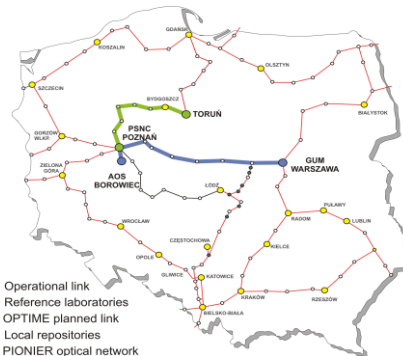 GDAŃSK
KOSZALIN
OLSZTYN
SZCZECIN
BYDGOSZCZ
BIAŁYSTOK
TORUŃ
GORZÓW
WLKP.
PSNC
POZNAŃ
GUM
WARSZAWA
ZIELONA
GÓRA
AOS
BOROWIEC
ŁÓDŹ
PUŁAWY
WROCŁAW
RADOM
LUBLIN
CZĘSTOCHOWA
KIELCE
OPOLE
GLIWICE
KATOWICE
KRAKÓW
RZESZÓW
BIELSKO-BIAŁA
Operational link
Reference laboratories
OPTIME planned link
Local repositories
PIONIER optical network